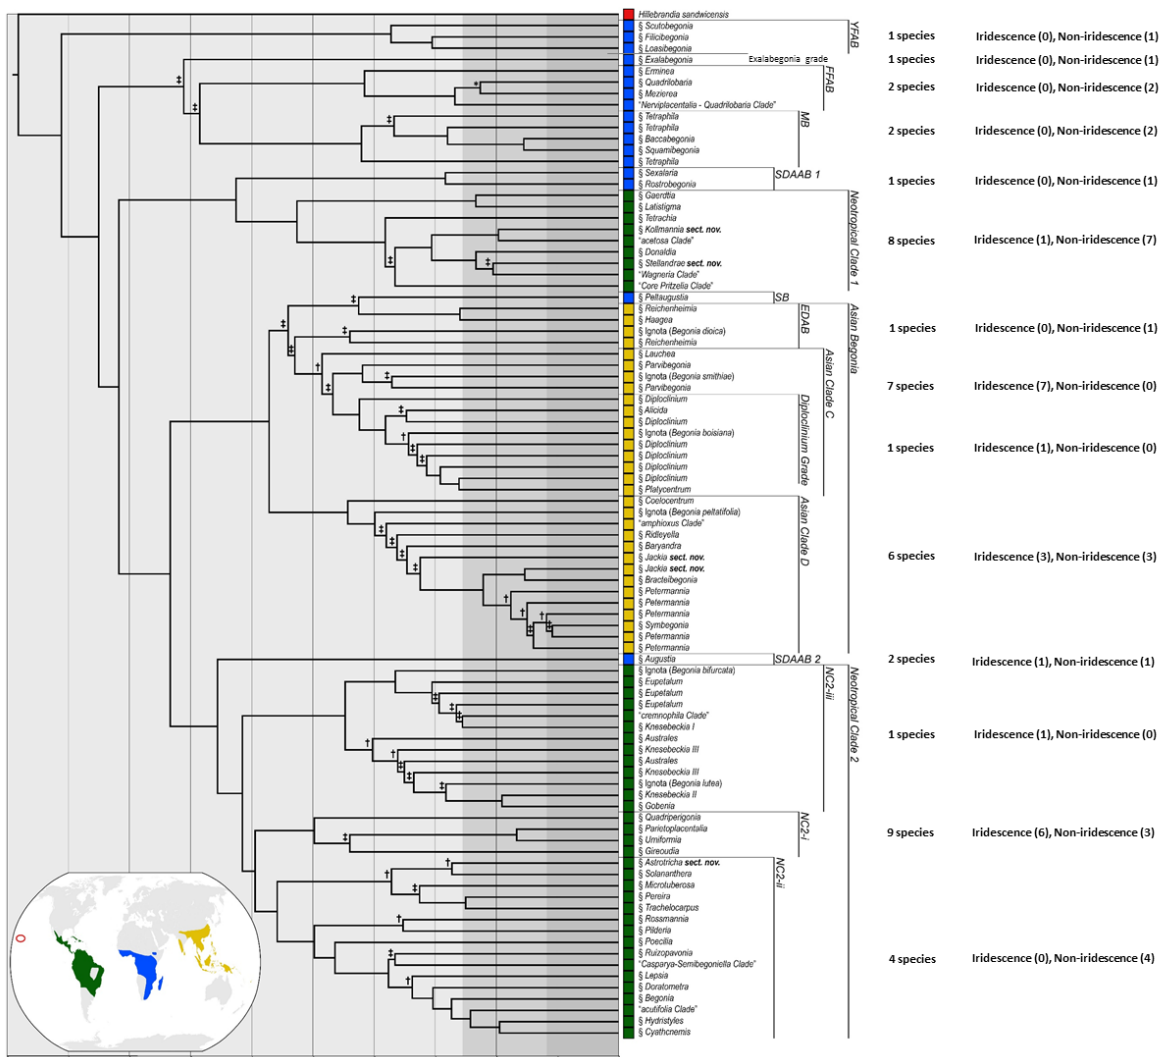 Hillebrandia sandwicensis
§ Scutobegonia
§ Filicibegonia
§ Loasibegonia
YFAB
1 species Iridescence (0), Non-iridescence (1)
§ Exalabegonia
Exalabegonia grade
1 species Iridescence (0), Non-iridescence (1)
§ Erminea
§ Quadrilobaria
§ Mezierea
"Nerviplacentalia - Quadrilobaria Clade"
FFAB
2 species Iridescence (0), Non-iridescence (2)
§ Tetraphila
§ Tetraphila
§ Baccabegonia
§ Squamibegonia
§ Tetraphila
MB
2 species Iridescence (0), Non-iridescence (2)
§ Sexalaria
§ Rostrobegonia
SDAAB 1
1 species Iridescence (0), Non-iridescence (1)
§ Gaerdtia
§ Latistigma
§ Tetrachia
§ Kollmannia sect. nov.
"acetosa Clade"
§ Donaldia
§ Stellandrae sect. nov.
"Wagneria Clade"
"Core Pritzelia Clade"
Neotropical Clade 1
8 species Iridescence (1), Non-iridescence (7)
§ Peltaugustia
SB
§ Reichenheimia
§ Haagea
§ Ignota (Begonia dioica)
§ Reichenheimia
EDAB
Asian Begonia
1 species Iridescence (0), Non-iridescence (1)
§ Lauchea
§ Parvibegonia
§ Ignota (Begonia smithiae)
§ Parvibegonia
Asian Clade C
7 species Iridescence (7), Non-iridescence (0)
§ Diploclinium
§ Alicida
§ Diploclinium
§ Ignota (Begonia boisiana)
§ Diploclinium
§ Diploclinium
§ Diploclinium
§ Diploclinium
§ Platycentrum
Diploclinium Grade
1 species Iridescence (1), Non-iridescence (0)
§ Coelocentrum
§ Ignota (Begonia peltatifolia)
"amphioxus Clade"
§ Ridleyella
§ Baryandra
§ Jackia sect. nov.
§ Jackia sect. nov.
§ Bracteibegonia
§ Petermannia
§ Petermannia
§ Petermannia
§ Symbegonia
§ Petermannia
§ Petermannia
Asian Clade D
6 species Iridescence (3), Non-iridescence (3)
§ Augustia
SDAAB 2
2 species Iridescence (1), Non-iridescence (1)
§ Ignota (Begonia bifurcata)
§ Eupetalum
§ Eupetalum
§ Eupetalum
"cremnophila Clade"
§ Knesebeckia I
§ Australes
§ Knesebeckia III
§ Australes
§ Knesebeckia III
§ Ignota (Begonia lutea)
§ Knesebeckia II
§ Gobenia
NC2-iii
Neotropical Clade 2
1 species Iridescence (1), Non-iridescence (0)
§ Quadriperigonia
§ Parietoplacentalia
§ Urniformia
§ Gireoudia
NC2-i
9 species Iridescence (6), Non-iridescence (3)
§ Astrotricha sect. nov.
§ Solananthera
§ Microtuberosa
§ Pereira
§ Trachelocarpus
§ Rossmannia
§ Pilderia
§ Poecilia
§ Ruizopavonia
"Casparya-Semibegoniella Clade"
§ Lepsia
§ Doratometra
§ Begonia
"acutifolia Clade"
§ Hydristyles
§ Cyathocnemis
NC2-ii
4 species Iridescence (0), Non-iridescence (4)